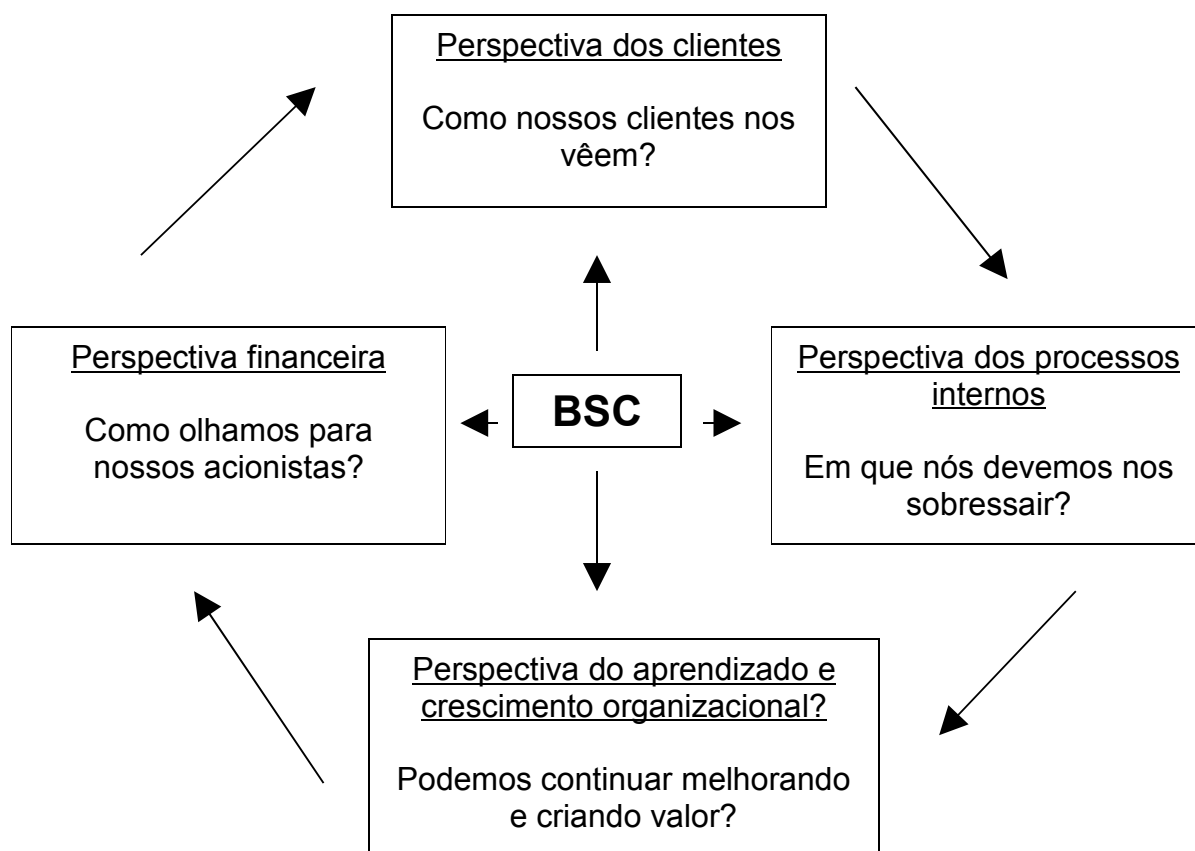 Perspectiva dos clientes
Como nossos clientes nos
vêem?
Perspectiva financeira
Como olhamos para
nossos acionistas?
BSC
Perspectiva dos processos
internos
Em que nós devemos nos
sobressair?
Perspectiva do aprendizado e
crescimento organizacional?
Podemos continuar melhorando
e criando valor?